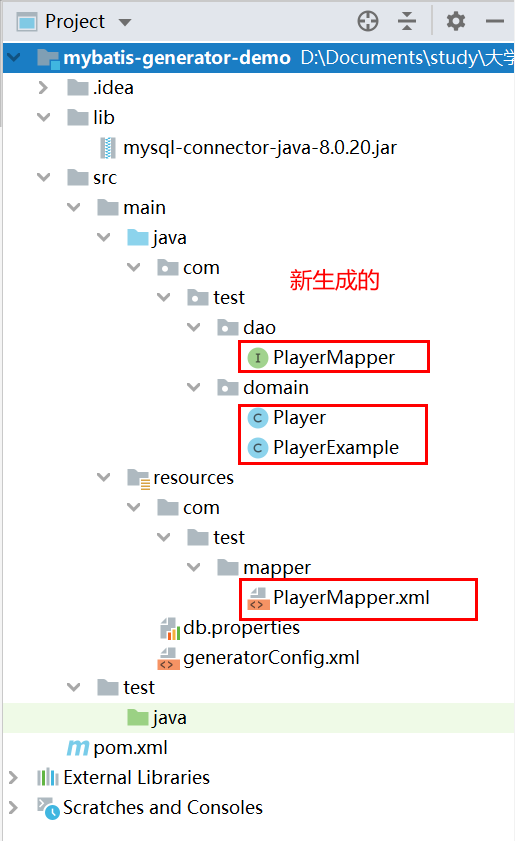 Project
mybatis-generator-demo D:\Documents\study\大学
.idea
lib
mysql-connector-java-8.0.20.jar
src
main
java
com
新生成的
test
dao
I PlayerMapper
domain
C Player
C PlayerExample
resources
com
test
mapper
<> PlayerMapper.xml
db.properties
<> generatorConfig.xml
test
java
m pom.xml
External Libraries
Scratches and Consoles